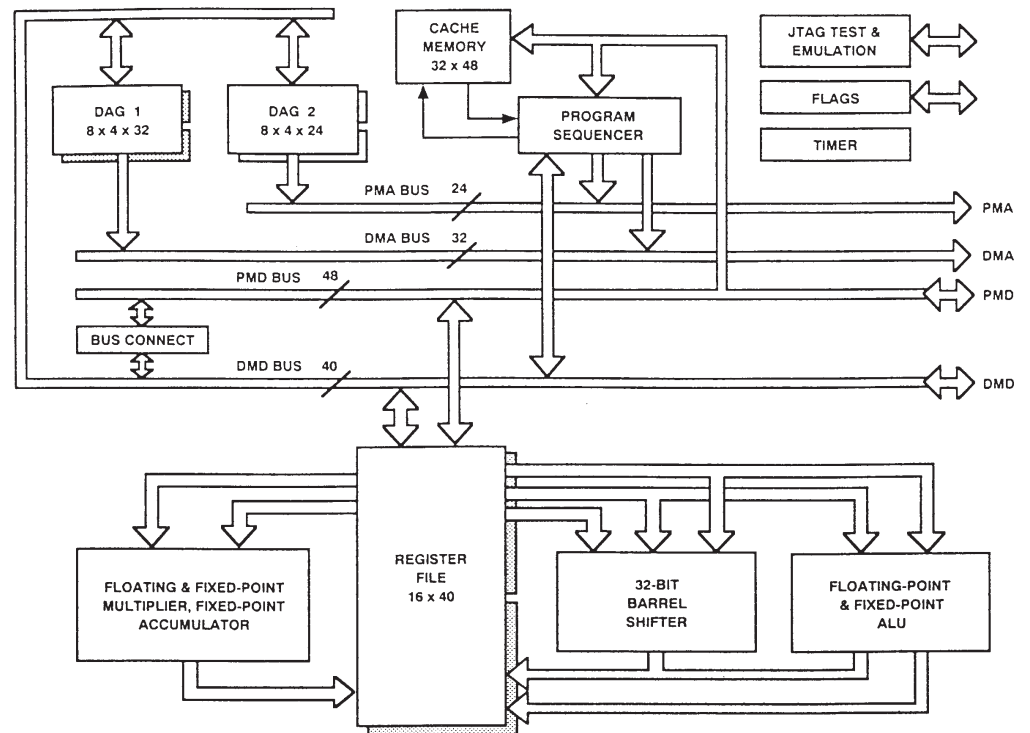 CACHE
MEMORY
32 x 48
JTAG TEST &
EMULATION
DAG 1
8 x 4 x 32
DAG 2
8 x 4 x 24
PROGRAM
SEQUENCER
FLAGS
TIMER
PMA BUS 24
PMA
DMA BUS 32
DMA
PMD BUS 48
PMD
BUS CONNECT
DMD BUS 40
DMD
FLOATING & FIXED-POINT
MULTIPLIER, FIXED-POINT
ACCUMULATOR
REGISTER
FILE
16 x 40
32-BIT
BARREL
SHIFTER
FLOATING-POINT
& FIXED-POINT
ALU